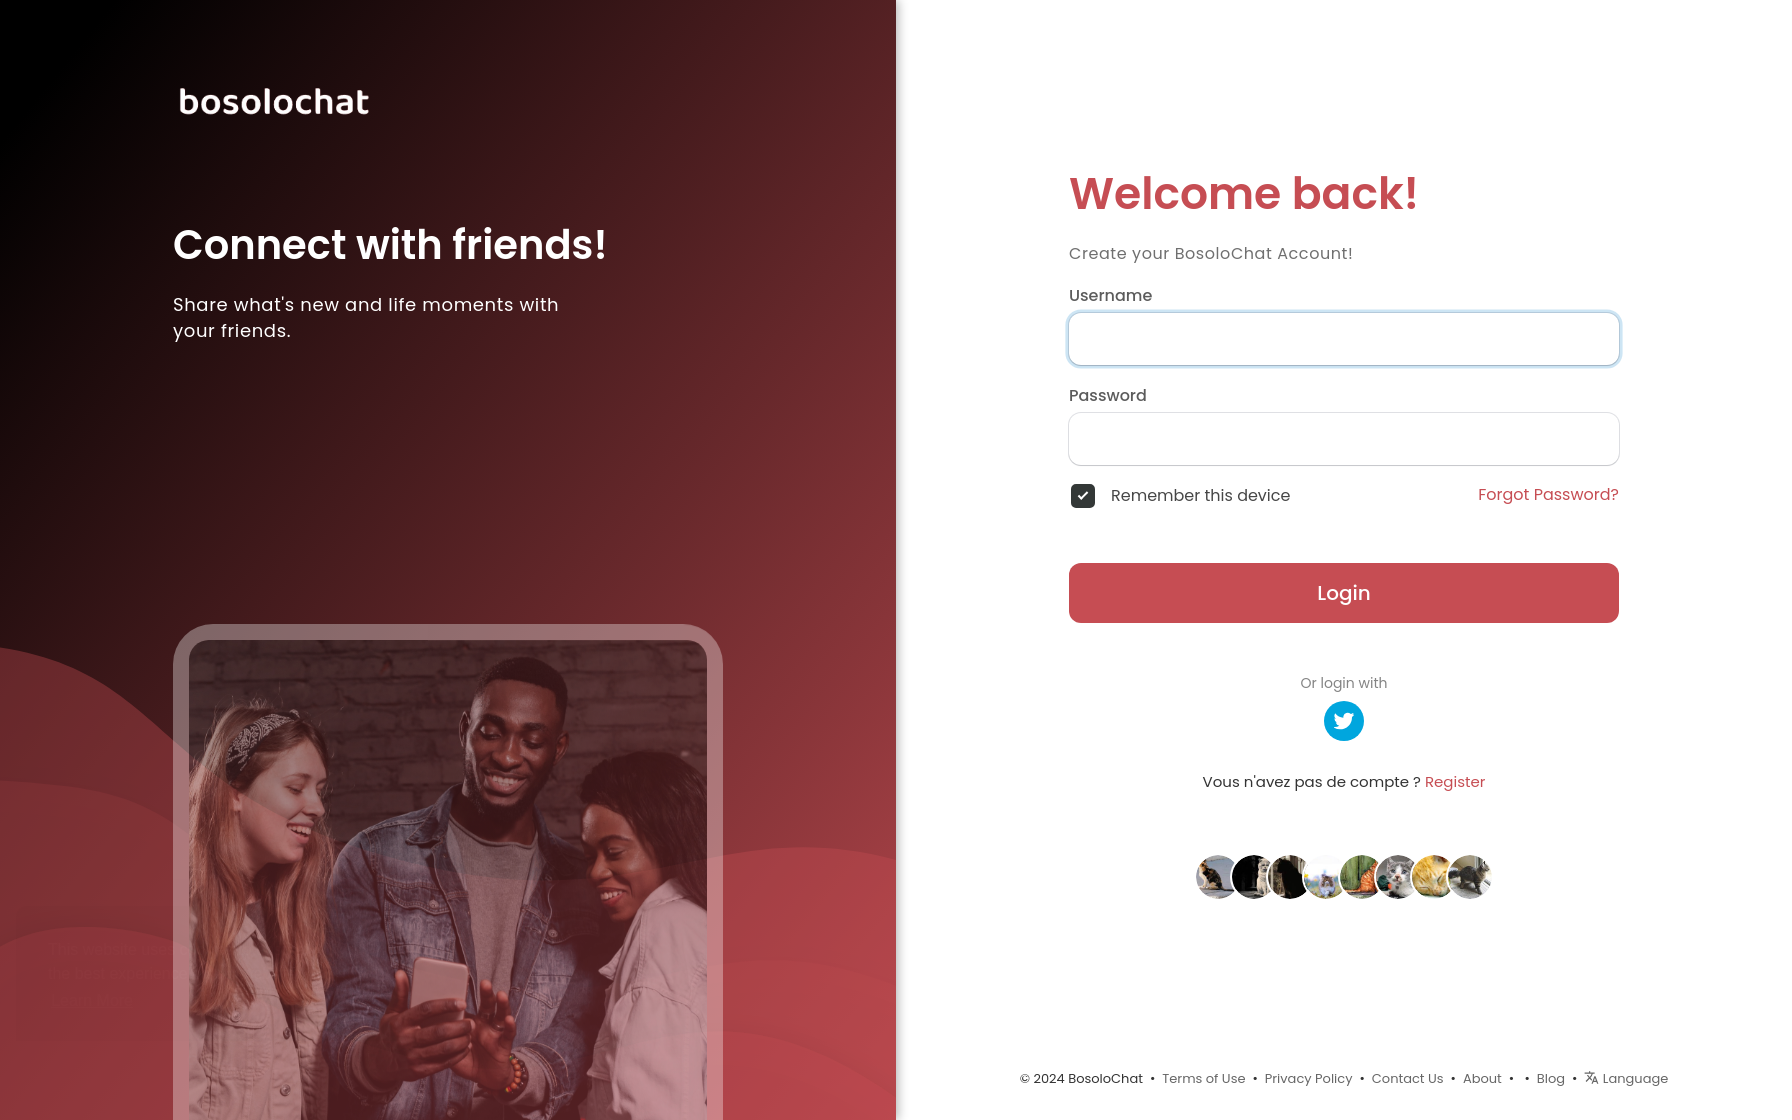 bosolochat
Connect with friends!
Share what's new and life moments with
your friends.
Welcome back!
Create your BosoloChat Account!
Username
Password
Remember this device
Forgot Password?
Login
Or login with
Vous n'avez pas de compte ? Register
© 2024 BosoloChat • Terms of Use • Privacy Policy • Contact Us • About • • Blog • Language